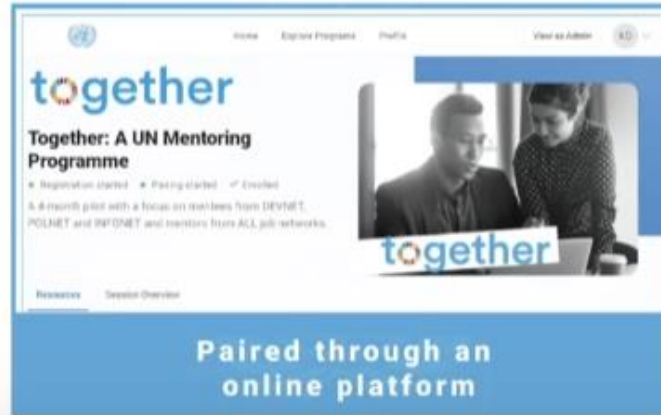 Home Explore Programs Profile View as Admin KD
together
Together: A UN Mentoring
Programme
Registration started Pairing started Enrolled
A 4-month pilot with a focus on mentees from DEVNET,
POLNET and INFONET and mentors from ALL job networks.
together
Resources Session Overview
Paired through an
online platform